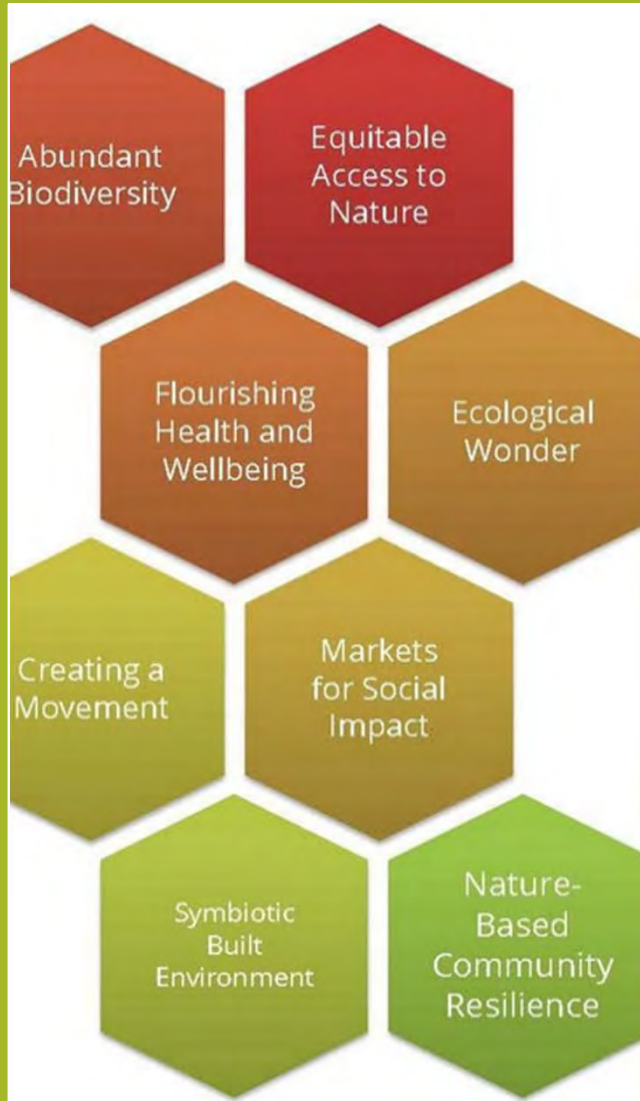 Abundant
Biodiversity
Equitable
Access to
Nature
Flourishing
Health and
Wellbeing
Ecological
Wonder
Creating a
Movement
Markets
for Social
Impact
Symbiotic
Built
Environment
Nature-
Based
Community
Resilience